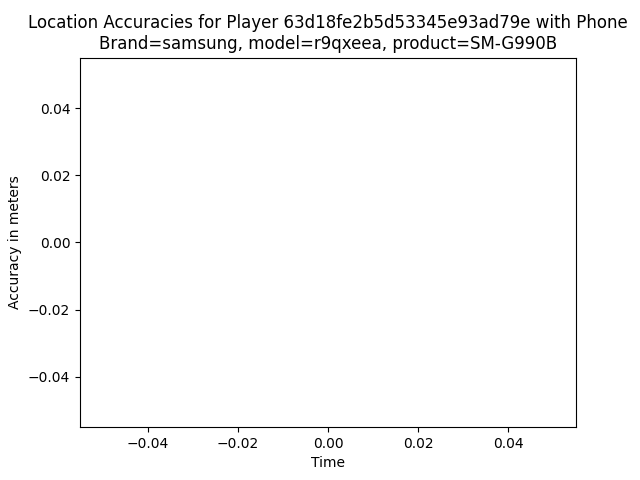 Location Accuracies for Player 63d18fe2b5d53345e93ad79e with Phone
Brand=samsung, model=r9qxeea, product=SM-G990B
Accuracy in meters
0.04
0.02
0.00
−0.02
−0.04
−0.04 −0.02 0.00 0.02 0.04
Time